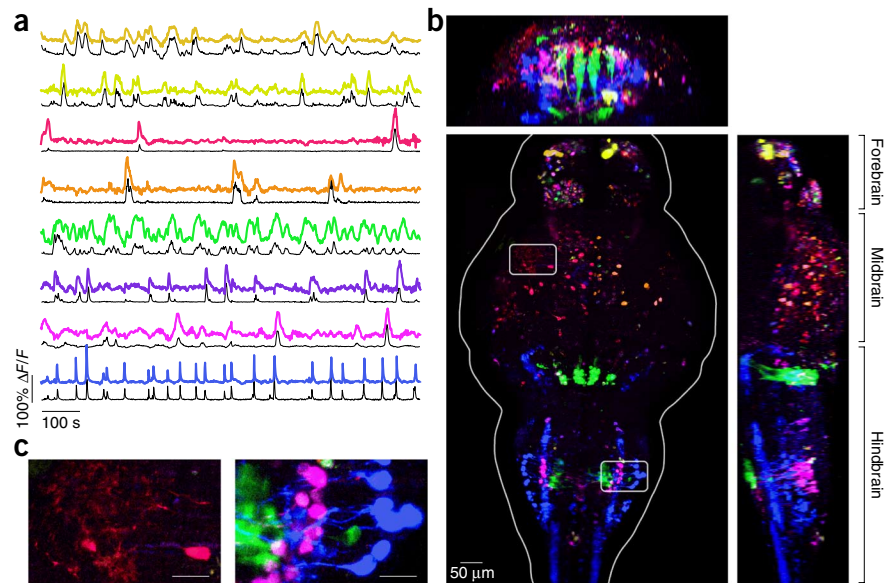 a
100% ΔF/F
100 s
b
Forebrain
Midbrain
Hindbrain
50 μm
c